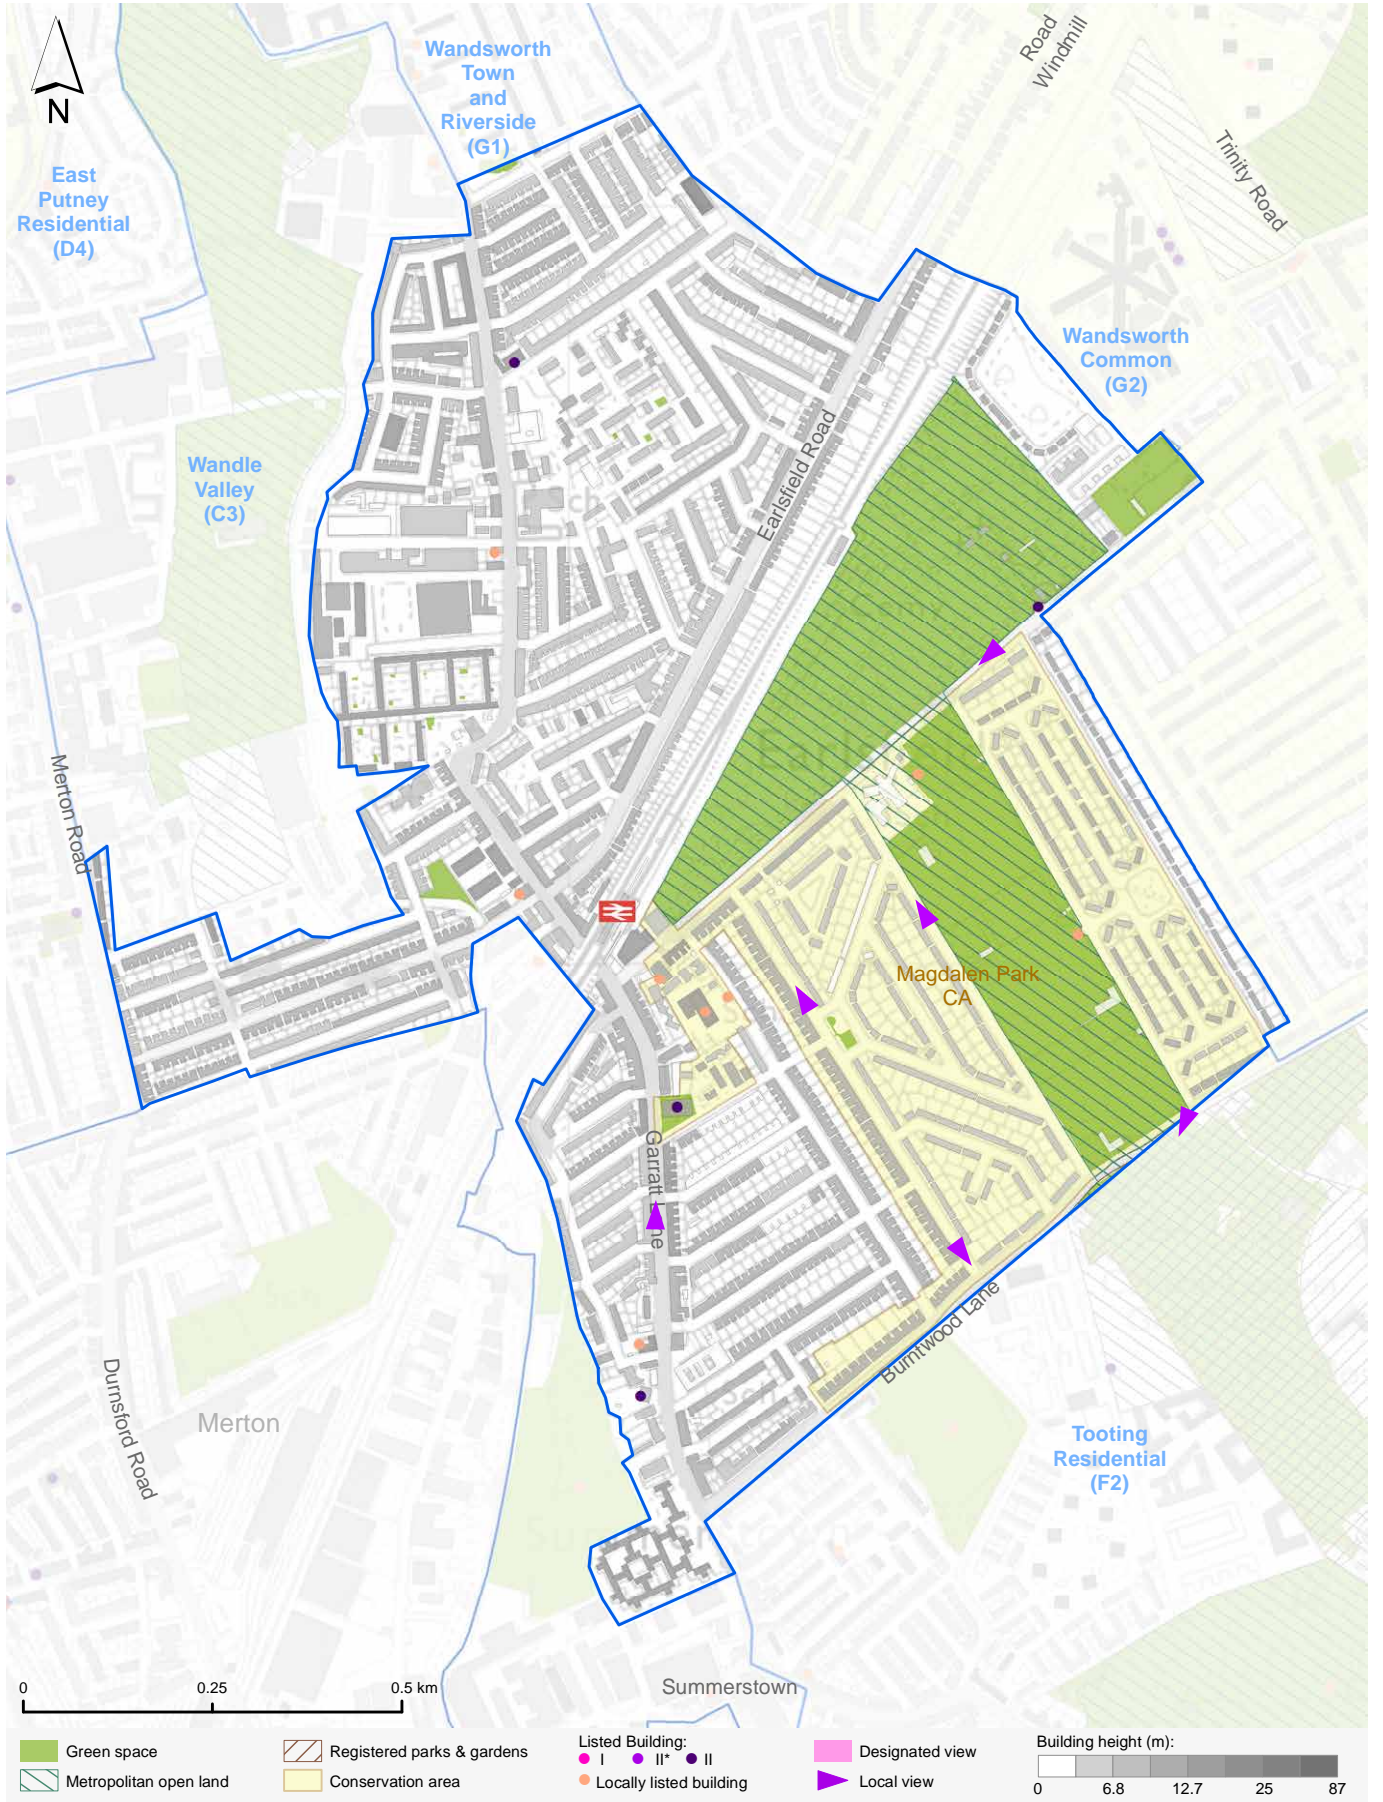 N
Wandsworth
Town
and
Riverside
(G1)
Road
Windmill
Trinity Road
East
Putney
Residential
(D4)
Wandsworth
Common
(G2)
Wandle
Valley
(C3)
Earlsfield Road
Merton Road
Magdalen Park
CA
Garratt Lane
Burntwood Lane
Durnsford Road
Merton
Tooting
Residential
(F2)
Summerstown
Summerstown
0 0.25 0.5 km
Green space
Metropolitan open land
Registered parks & gardens
Conservation area
Listed Building:
I II* II
Locally listed building
Designated view
Local view
Building height (m):
0 6.8 12.7 25 87